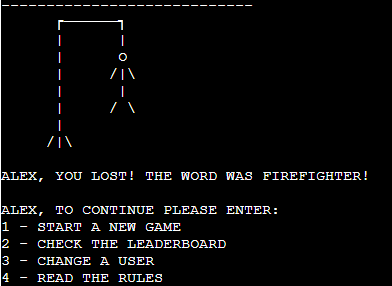 ALEX, YOU LOST! THE WORD WAS FIREFIGHTER!
ALEX, TO CONTINUE PLEASE ENTER:
1 - START A NEW GAME
2 - CHECK THE LEADERBOARD
3 - CHANGE A USER
4 - READ THE RULES